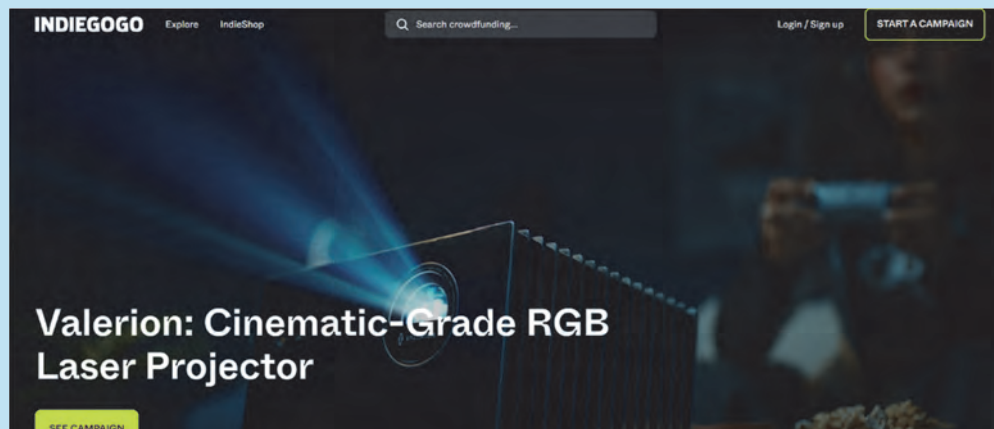 INDIEGOGO Explore IndieShop Search crowdfunding... Login / Sign up START A CAMPAIGN
Valerion: Cinematic-Grade RGB
Laser Projector
SEE CAMPAIGN